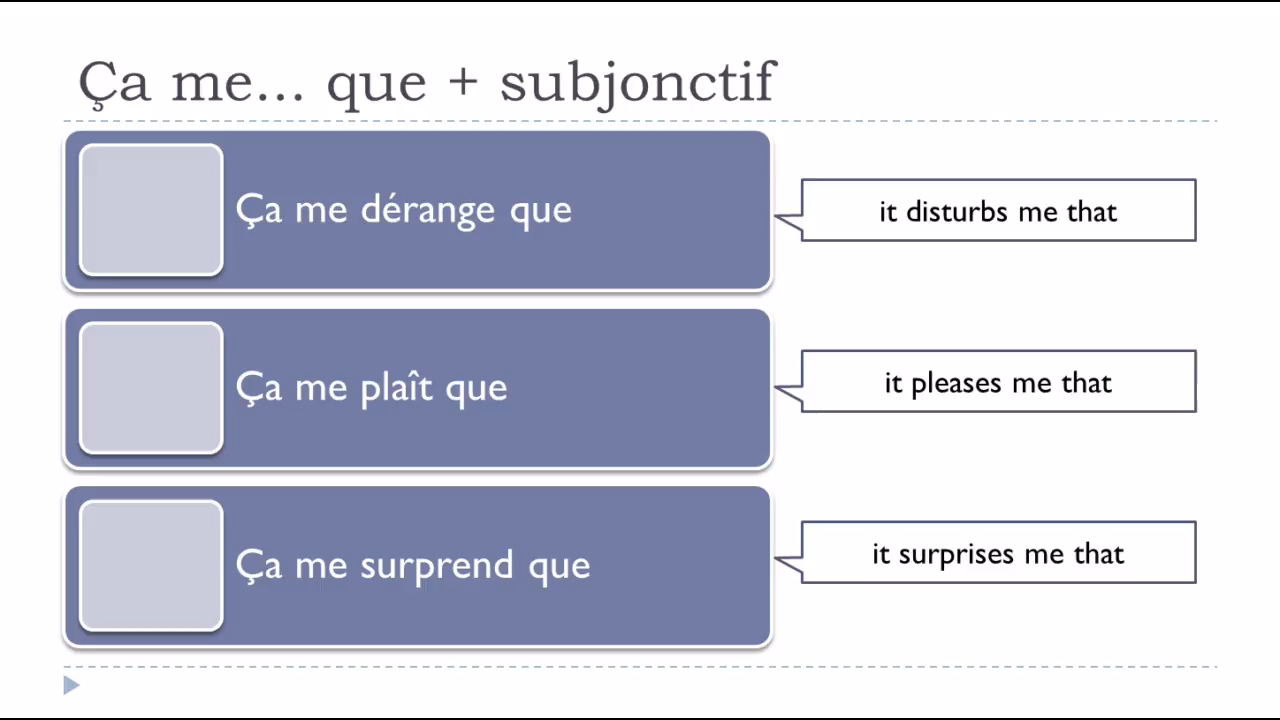 Ça me... que + subjonctif
Ça me dérange que
it disturbs me that
Ça me plaît que
it pleases me that
Ça me surprend que
it surprises me that